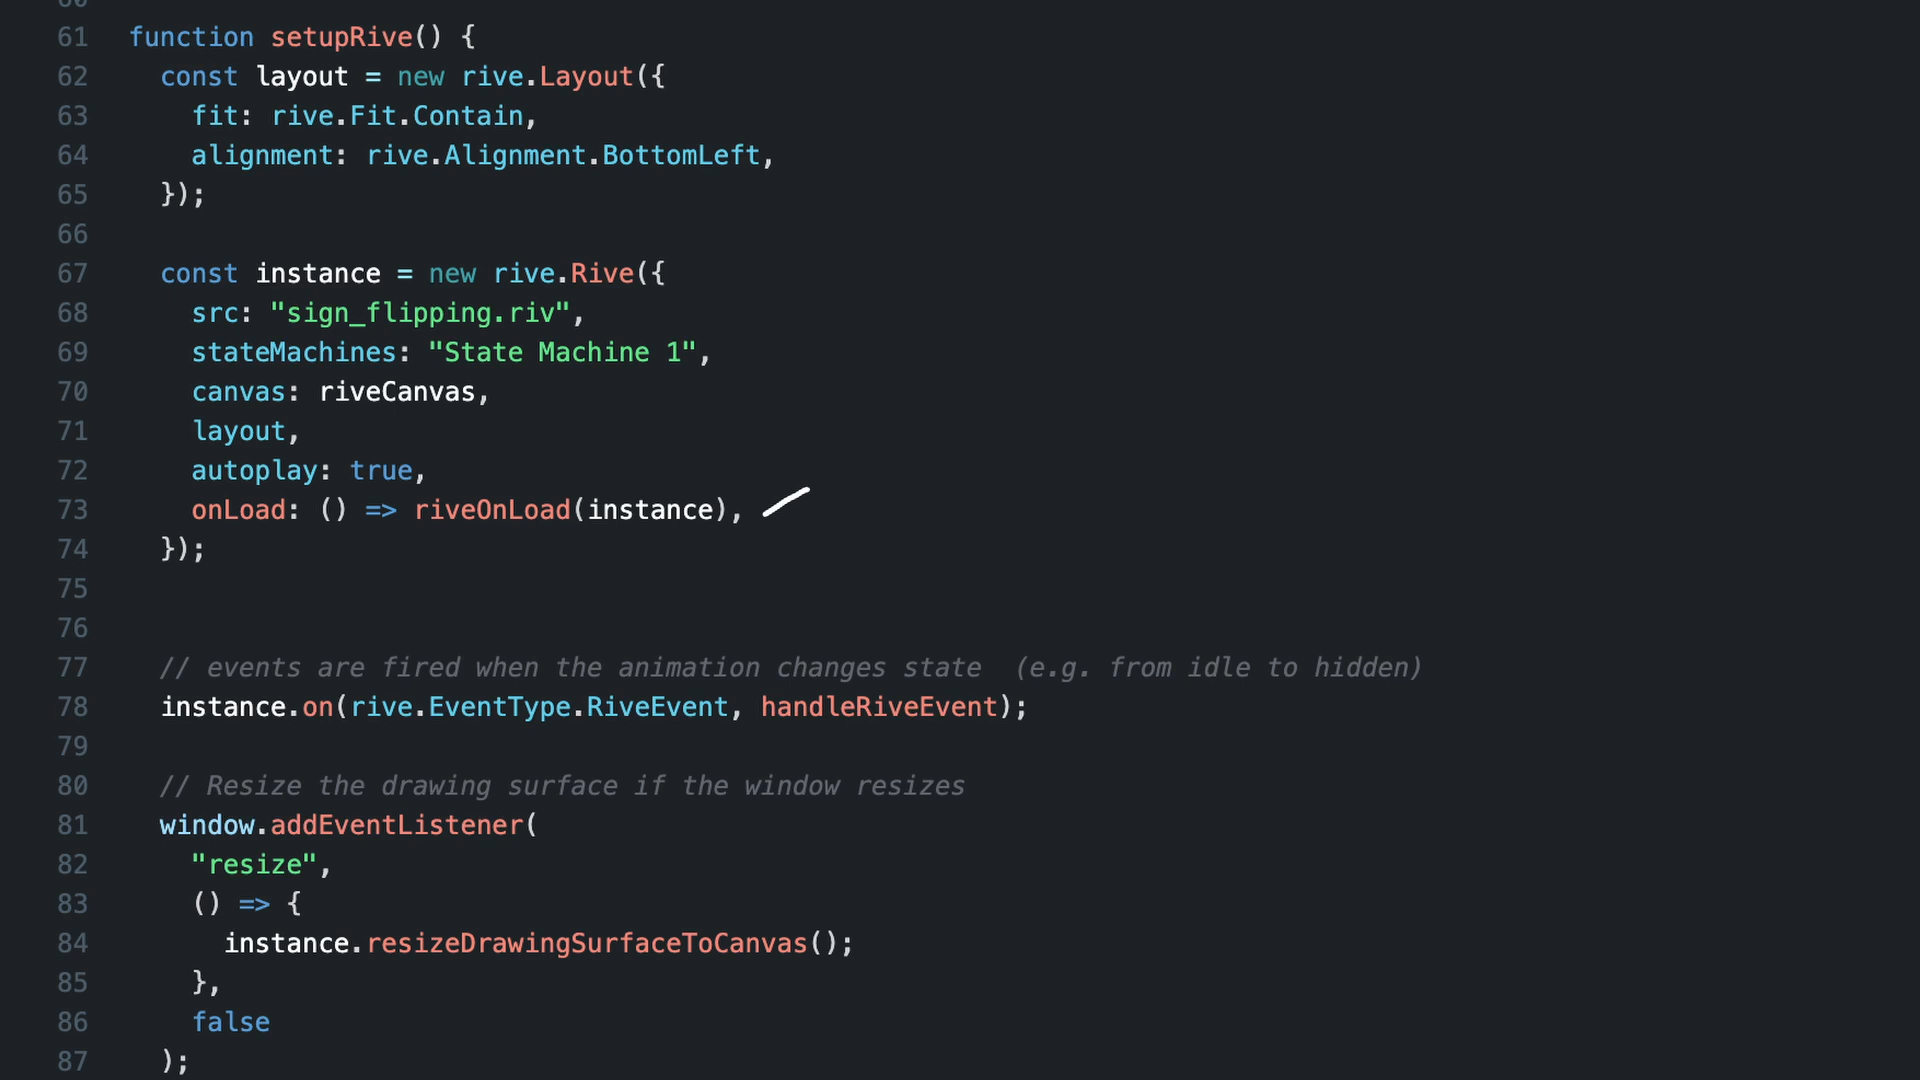 61 function setupRive() {
62 const layout = new rive.Layout({
63 fit: rive.Fit.Contain,
64 alignment: rive.Alignment.BottomLeft,
65 });
66
67 const instance = new rive.Rive({
68 src: "sign_flipping.riv",
69 stateMachines: "State Machine 1",
70 canvas: riveCanvas,
71 layout,
72 autoplay: true,
73 onLoad: () => riveOnLoad(instance),
74 });
75
76
77 // events are fired when the animation changes state  (e.g. from idle to hidden)
78 instance.on(rive.EventType.RiveEvent, handleRiveEvent);
79
80 // Resize the drawing surface if the window resizes
81 window.addEventListener(
82 "resize",
83 () => {
84 instance.resizeDrawingSurfaceToCanvas();
85 },
86 false
87 );